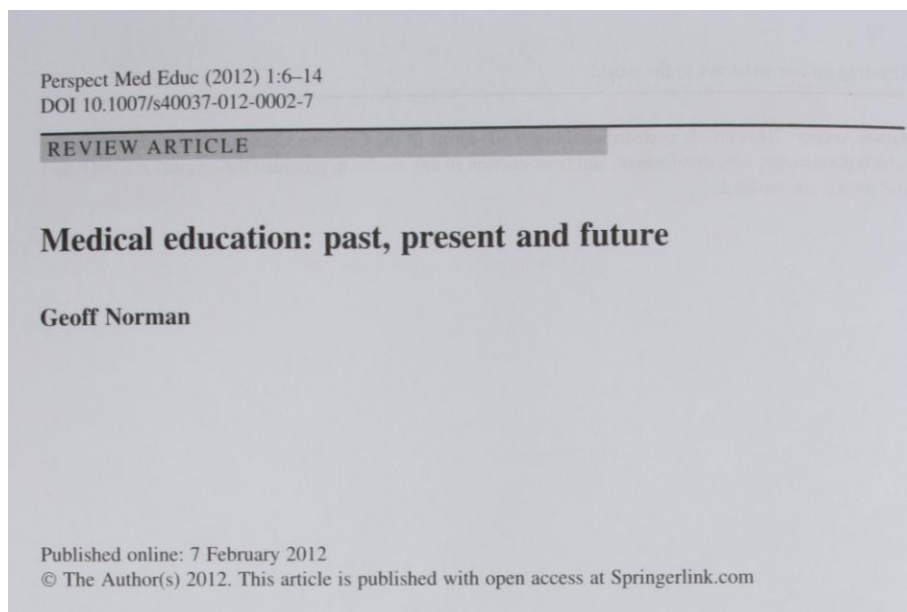 Perspect Med Educ (2012) 1:6–14
DOI 10.1007/s40037-012-0002-7
REVIEW ARTICLE
Medical education: past, present and future
Geoff Norman
Published online: 7 February 2012
© The Author(s) 2012. This article is published with open access at Springerlink.com